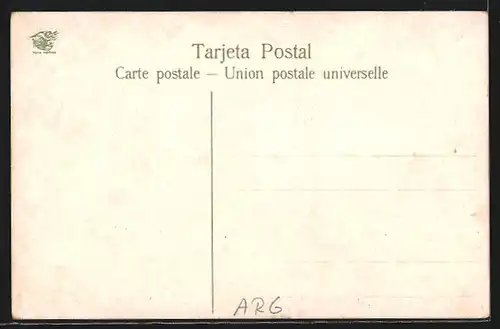 Tarjeta Postal
Carte postale – Union postale universelle
ARG